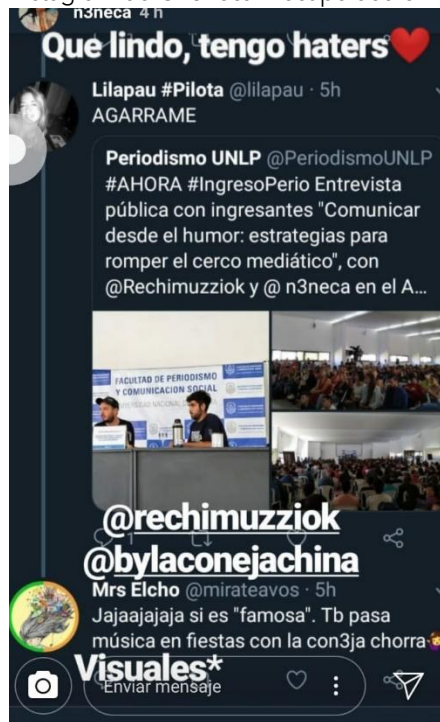 n3neca 4 h
Que lindo, tengo haters❤️
Lilapau #Pilota @lilapau · 5h
AGARRAME
Periodismo UNLP @PeriodismoUNLP
#AHORA #IngresoPerio Entrevista
pública con ingresantes "Comunicar
desde el humor: estrategias para
romper el cerco mediático", con
@Rechimuzziok y @ n3neca en el A...
FACULTAD DE PERIODISMO
Y COMUNICACIÓN SOCIAL
@rechimuzziok
1
@bylaconejachina
Mrs Elcho @mirateavos · 5h
Jajaajajaja si es "famosa". Tb pasa
música en fiestas con la con3ja chorra
Visuales*
Enviar mensaje